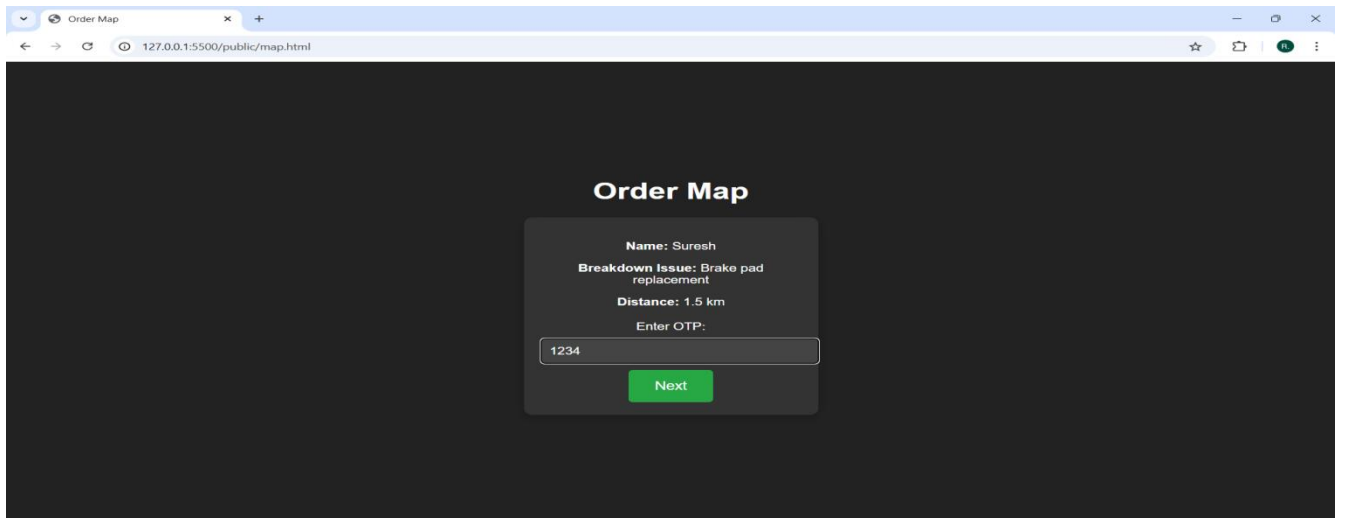 Order Map
127.0.0.1:5500/public/map.html
Order Map
Name: Suresh
Breakdown Issue: Brake pad
replacement
Distance: 1.5 km
Enter OTP:
1234
Next